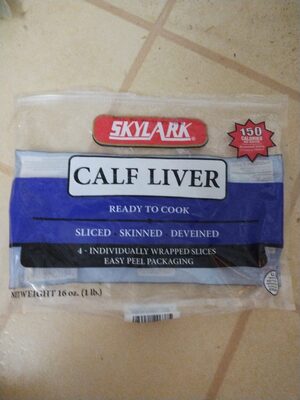 SKYLARK
150
CALORIES
CALF LIVER
READY TO COOK
SLICED · SKINNED · DEVEINED
4 - INDIVIDUALLY WRAPPED SLICES
EASY PEEL PACKAGING
NET WEIGHT 16 oz. (1 lb.)